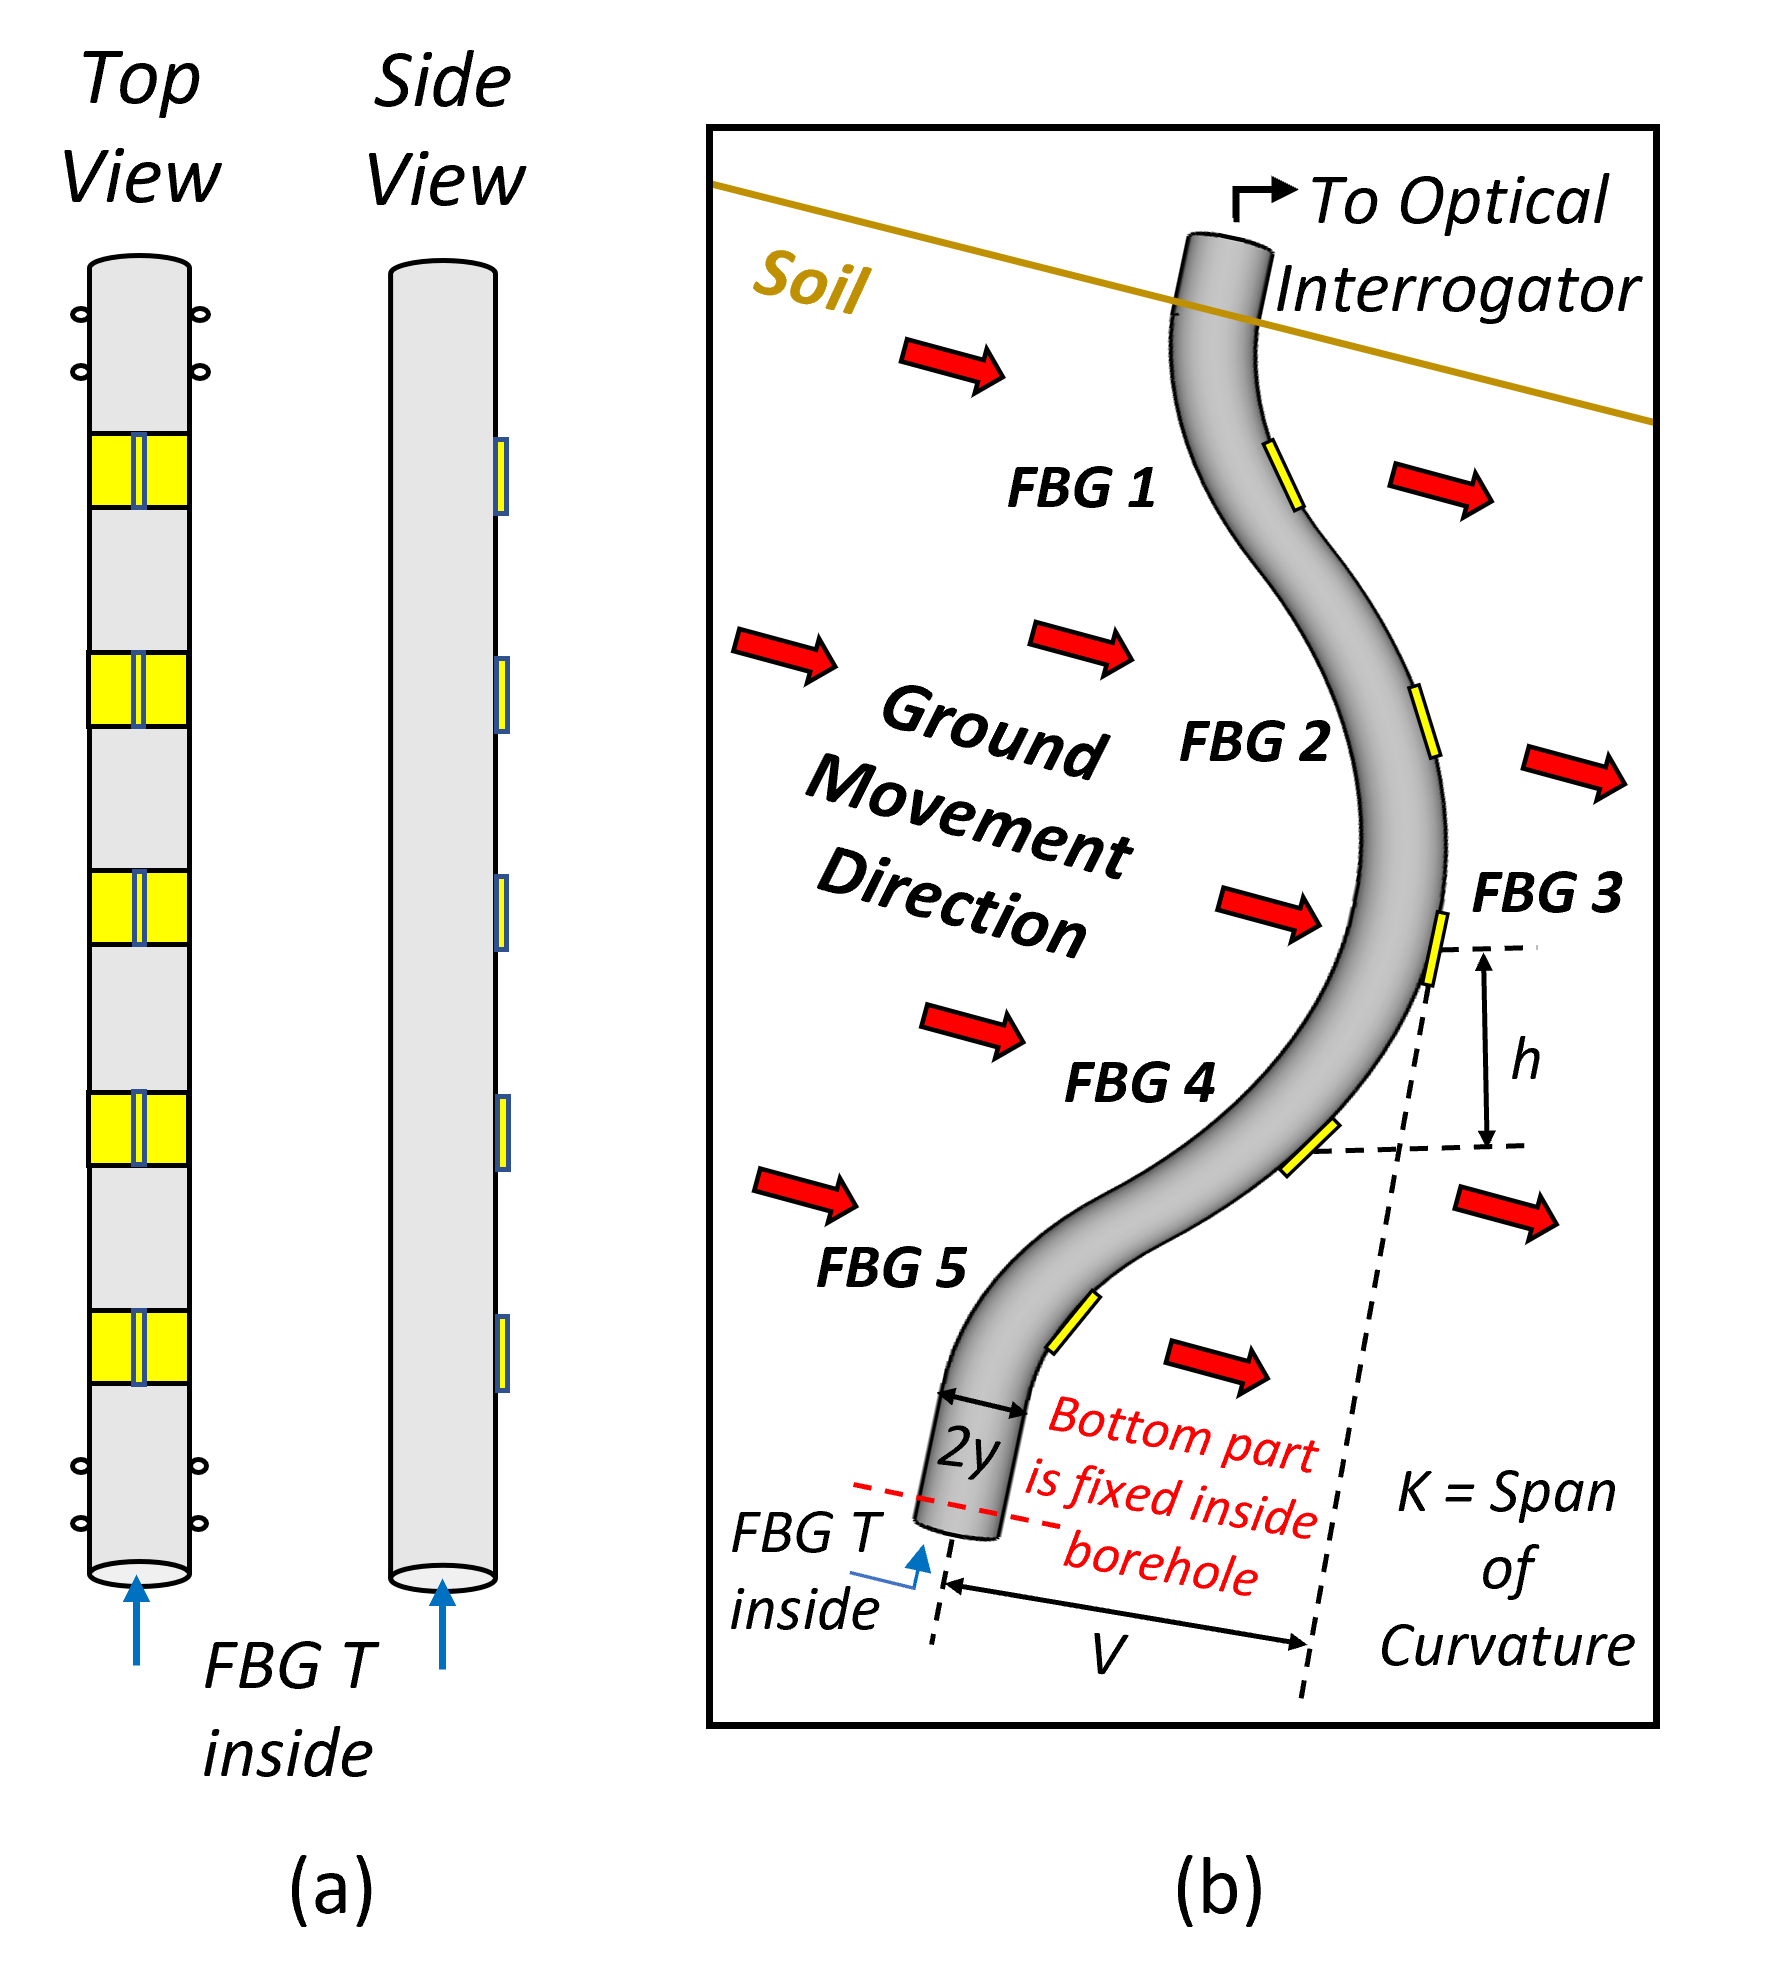 Top
View
Side
View
FBG T
inside
(a)
To Optical
Interrogator
Soil
FBG 1
Ground
Movement
Direction
FBG 2
FBG 3
h
FBG 4
FBG 5
2y
Bottom part
is fixed inside
borehole
FBG T
inside
V
K = Span
of
Curvature
(b)